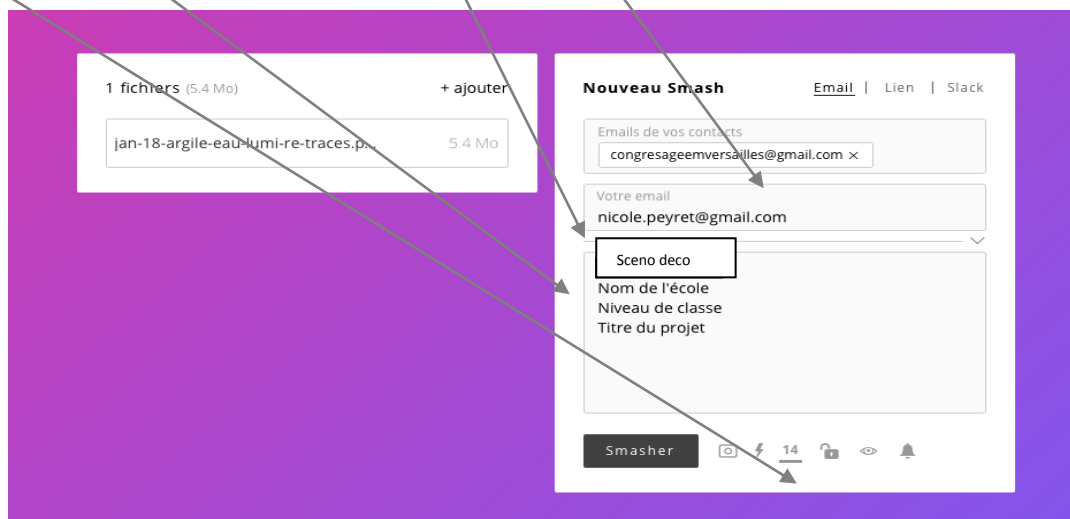 1 fichiers (5.4 Mo)
+ ajouter
jan-18-argile-eau-lumi-re-traces.p...
5.4 Mo
Nouveau Smash
Email | Lien | Slack
Emails de vos contacts
congresageemversailles@gmail.com ×
Votre email
nicole.peyret@gmail.com
Sceno deco
Nom de l'école
Niveau de classe
Titre du projet
Smasher
14